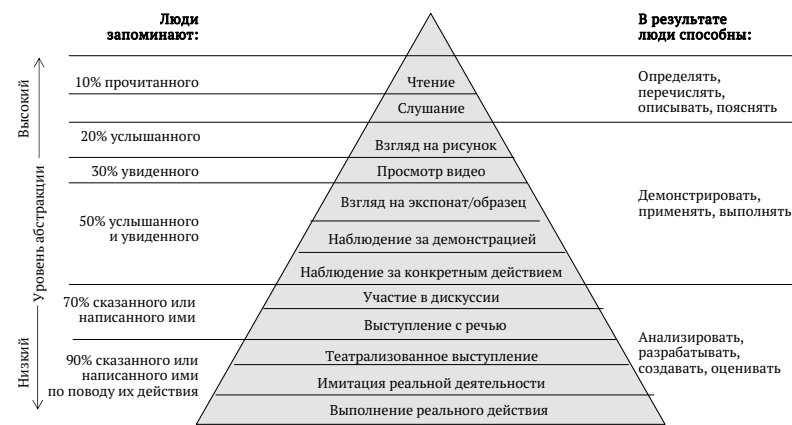 Люди
запоминают:
В результате
люди способны:
Высокий
Уровень абстракции
Низкий
10% прочитанного
20% услышанного
30% увиденного
50% услышанного
и увиденного
70% сказанного или
написанного ими
90% сказанного или
написанного ими
по поводу их действия
Чтение
Слушание
Взгляд на рисунок
Просмотр видео
Взгляд на экспонат/образец
Наблюдение за демонстрацией
Наблюдение за конкретным действием
Участие в дискуссии
Выступление с речью
Театрализованное выступление
Имитация реальной деятельности
Выполнение реального действия
Определять,
перечислять,
описывать, пояснять
Демонстрировать,
применять, выполнять
Анализировать,
разрабатывать,
создавать, оценивать